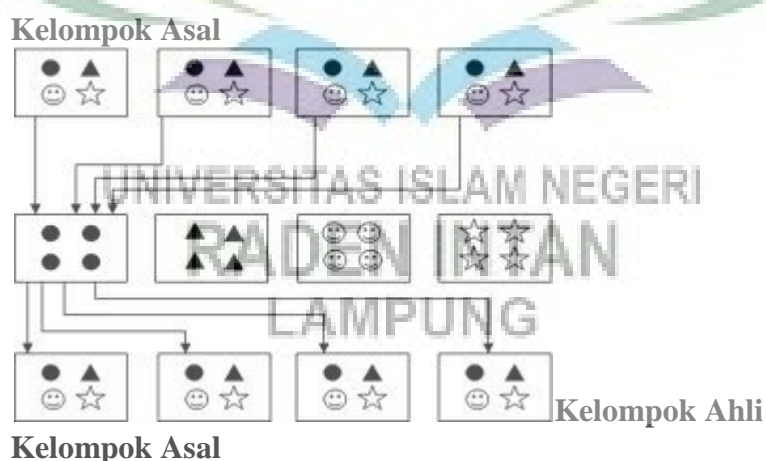 Kelompok Asal
UNIVERSITAS ISLAM NEGERI
RADEN INTAN
LAMPUNG
Kelompok Ahli
Kelompok Asal